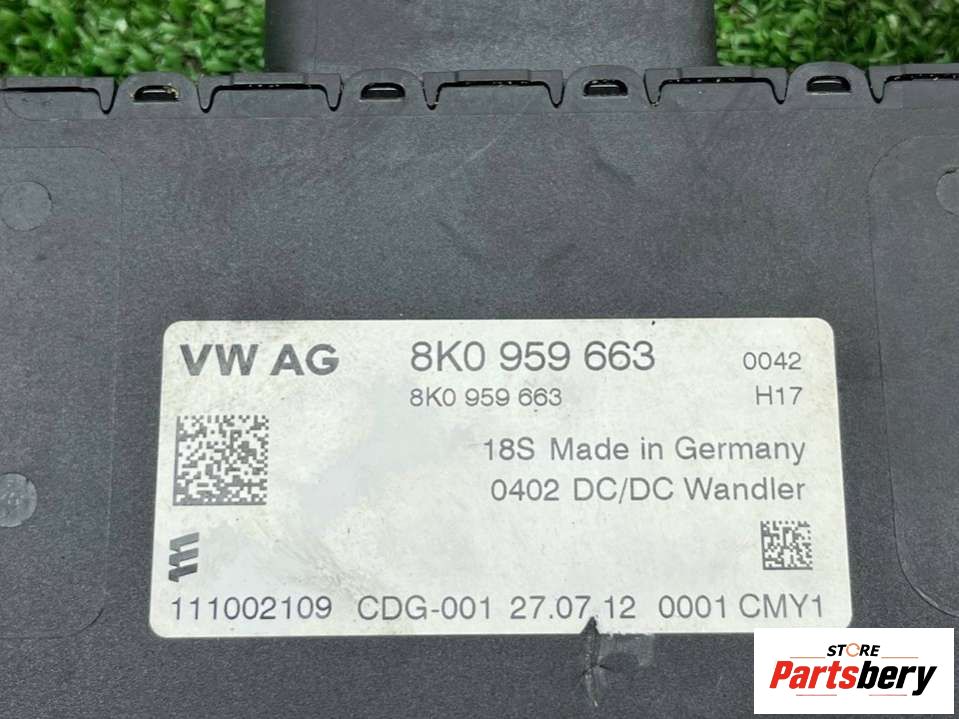 VW AG 8K0 959 663 0042
8K0 959 663 H17
18S Made in Germany
0402 DC/DC Wandler
111002109 CDG-001 27.07.12 0001 CMY1
STORE
Partsbery